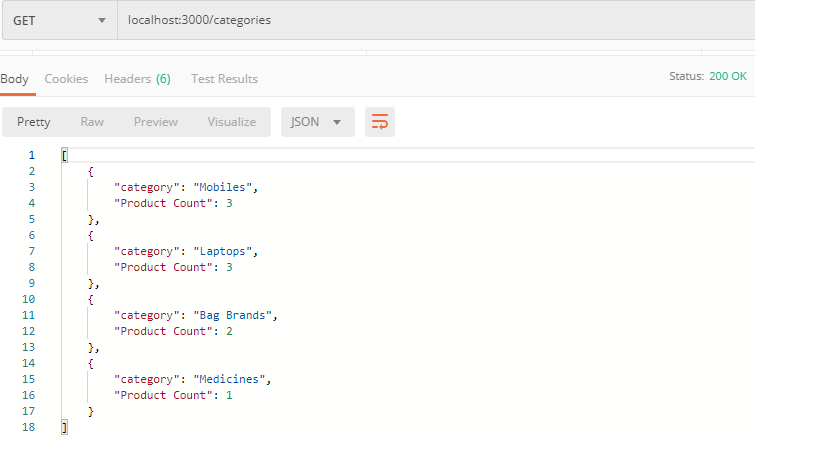 GET localhost:3000/categories
Body Cookies Headers (6) Test Results Status: 200 OK
Pretty Raw Preview Visualize JSON
1 [
2 {
3 "category": "Mobiles",
4 "Product Count": 3
5 },
6 {
7 "category": "Laptops",
8 "Product Count": 3
9 },
10 {
11 "category": "Bag Brands",
12 "Product Count": 2
13 },
14 {
15 "category": "Medicines",
16 "Product Count": 1
17 }
18 ]